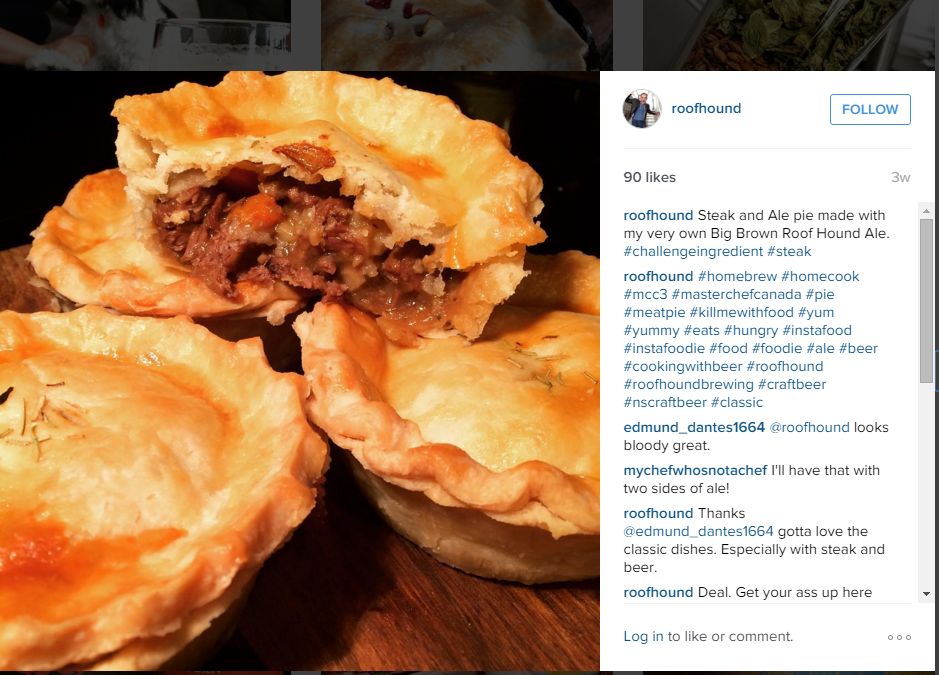 roofhound
FOLLOW
90 likes
3w
roofhound Steak and Ale pie made with
my very own Big Brown Roof Hound Ale.
#challengeingredient #steak
roofhound #homebrew #homecook
#mcc3 #masterchefcanada #pie
#meatpie #killmewithfood #yum
#yummy #eats #hungry #instafood
#instafoodie #food #foodie #ale #beer
#cookingwithbeer #roofhound
#roofhoundbrewing #craftbeer
#nscraftbeer #classic
edmund_dantes1664 @roofhound looks
bloody great.
mychefwhosnotachef I'll have that with
two sides of ale!
roofhound Thanks
@edmund_dantes1664 gotta love the
classic dishes. Especially with steak and
beer.
roofhound Deal. Get your ass up here
Log in to like or comment.